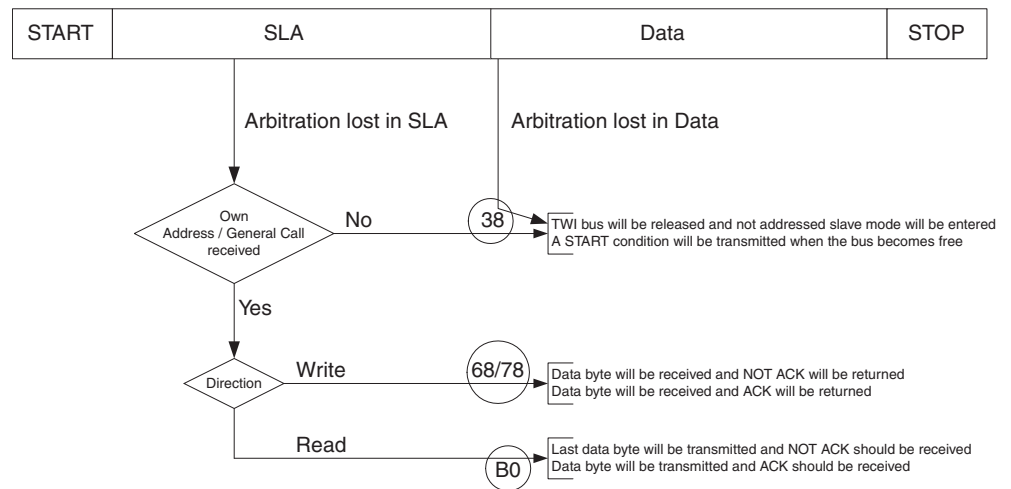 START SLA Data STOP
Arbitration lost in SLA Arbitration lost in Data
Own
Address / General Call
received
No
38
TWI bus will be released and not addressed slave mode will be entered
A START condition will be transmitted when the bus becomes free
Yes
Direction
Write
68/78
Data byte will be received and NOT ACK will be returned
Data byte will be received and ACK will be returned
Read
B0
Last data byte will be transmitted and NOT ACK should be received
Data byte will be transmitted and ACK should be received